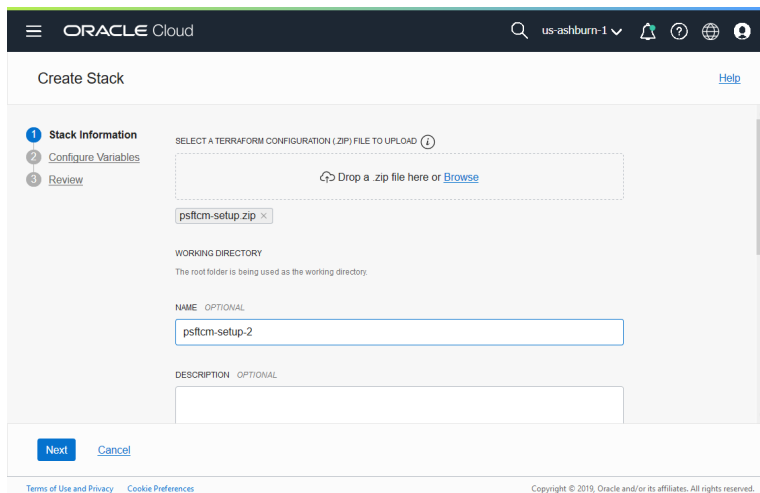 ORACLE Cloud
us-ashburn-1
Create Stack
Help
1 Stack Information
2 Configure Variables
3 Review
SELECT A TERRAFORM CONFIGURATION (.ZIP) FILE TO UPLOAD i
Drop a .zip file here or Browse
psftcm-setup.zip ×
WORKING DIRECTORY
The root folder is being used as the working directory.
NAME OPTIONAL
psftcm-setup-2
DESCRIPTION OPTIONAL
Next Cancel
Terms of Use and Privacy Cookie Preferences Copyright © 2019, Oracle and/or its affiliates. All rights reserved.